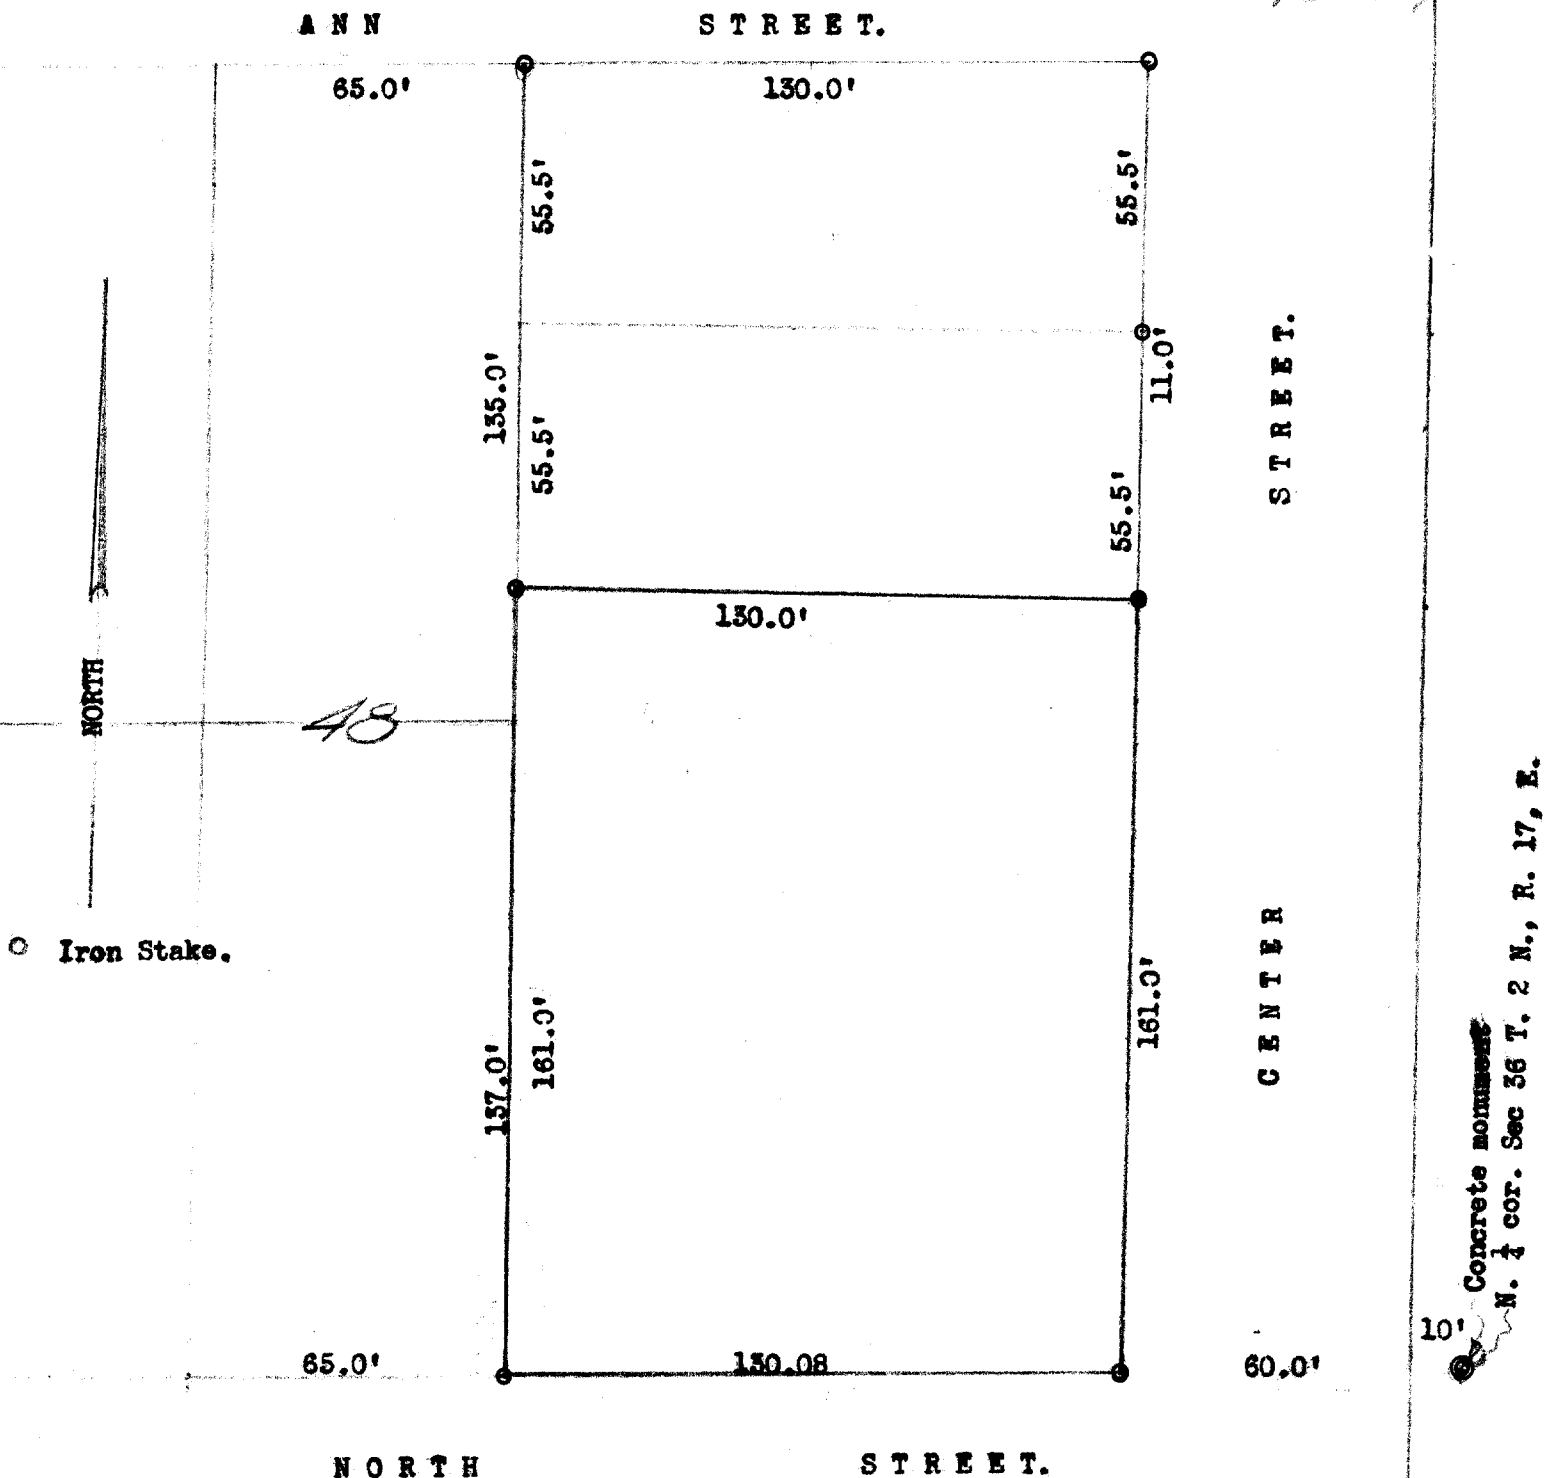 ANN STREET.
65.0'
130.0'
55.5'
55.5'
11.0'
135.0'
55.5'
55.5'
130.0'
STREET.
CENTER
NORTH
48
Iron Stake.
161.0'
137.0'
161.0'
Concrete monument
N. 1/4 cor. Sec 36 T. 2 N., R. 17, E.
10'
65.0'
130.08
60.0'
NORTH STREET.